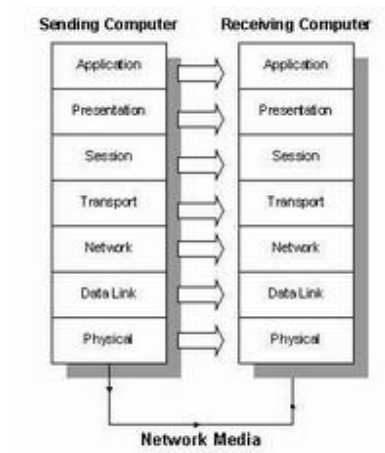 Sending Computer Receiving Computer
Application Application
Presentation Presentation
Session Session
Transport Transport
Network Network
Data Link Data Link
Physical Physical
Network Media